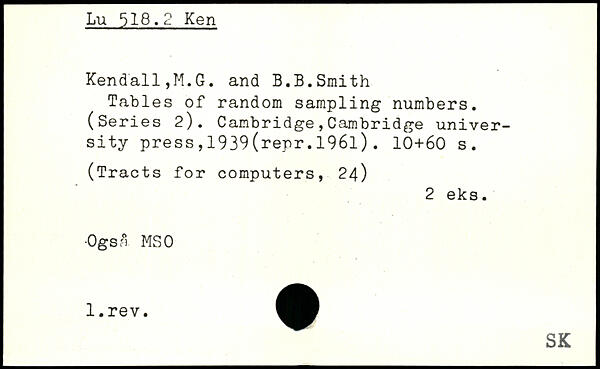 Lu 518.2 Ken
Kendall,M.G. and B.B.Smith
Tables of random sampling numbers.
(Series 2). Cambridge,Cambridge univer-
sity press,1939(repr.1961). 10+60 s.
(Tracts for computers, 24)
2 eks.
Også MSO
1.rev.
SK